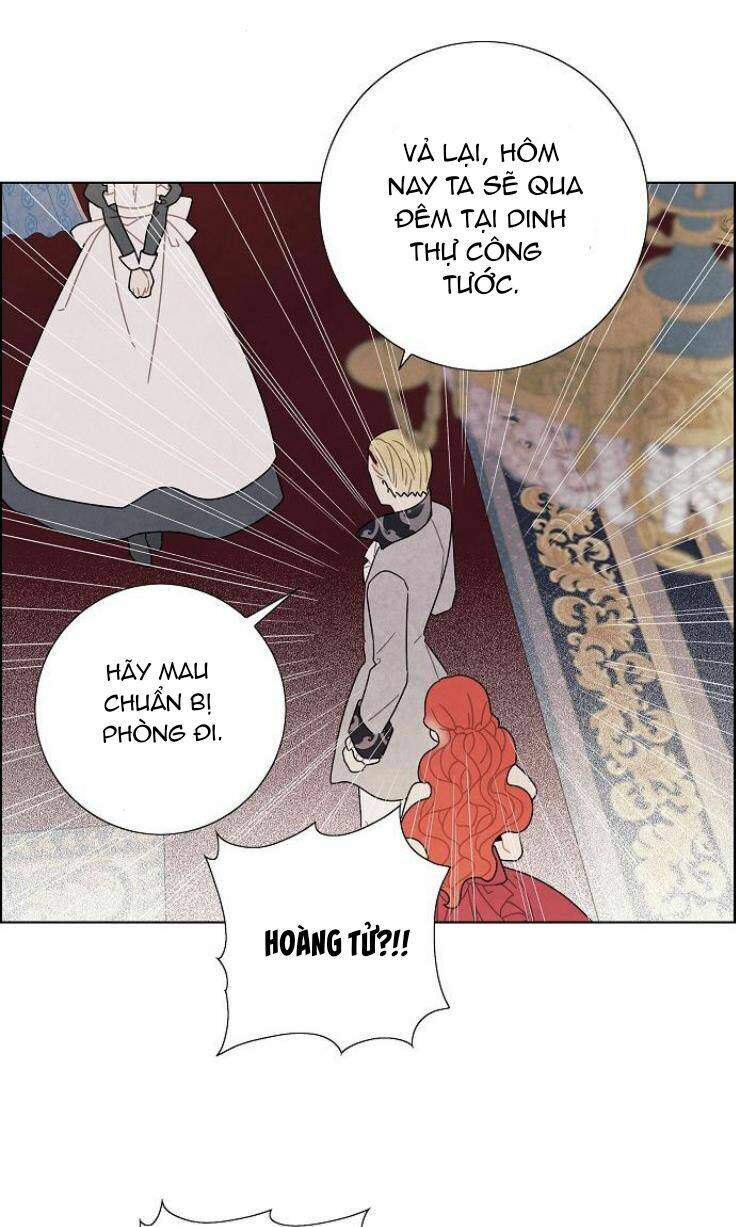 VẢ LẠI, HÔM
NAY TA SẼ QUA
ĐÊM TẠI DINH
THỰ CÔNG
TƯỚC.
HÃY MAU
CHUẨN BỊ
PHÒNG ĐI.
HOÀNG TỬ?!!